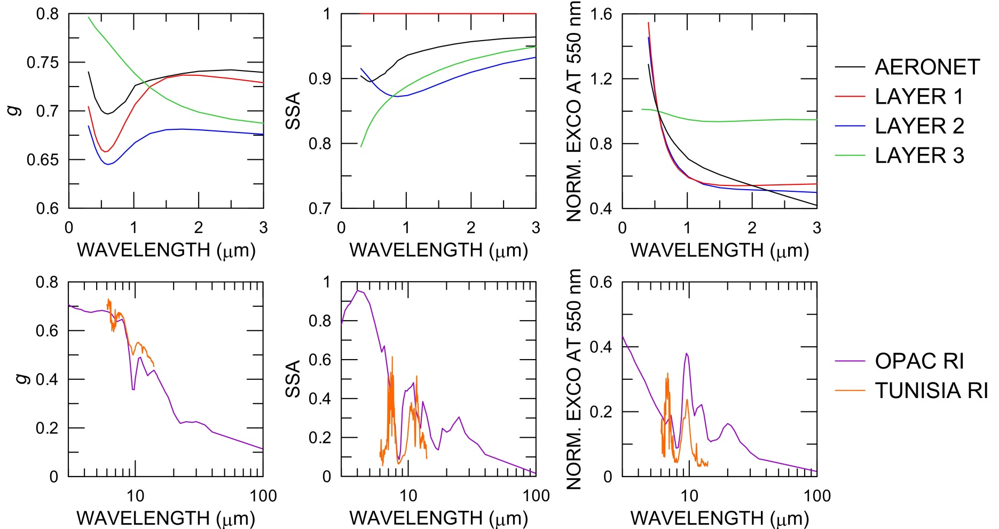 0.8
0.75
0.7
0.65
0.6
g
0 1 2 3
WAVELENGTH (μm)
1
0.9
0.8
0.7
SSA
0 1 2 3
WAVELENGTH (μm)
1.6
1.2
0.8
0.4
NORM. EXCO AT 550 nm
0 1 2 3
WAVELENGTH (μm)
AERONET
LAYER 1
LAYER 2
LAYER 3
0.8
0.6
0.4
0.2
0
g
10 100
WAVELENGTH (μm)
1
0.8
0.6
0.4
0.2
0
SSA
10 100
WAVELENGTH (μm)
0.6
0.4
0.2
0
NORM. EXCO AT 550 nm
10 100
WAVELENGTH (μm)
OPAC RI
TUNISIA RI